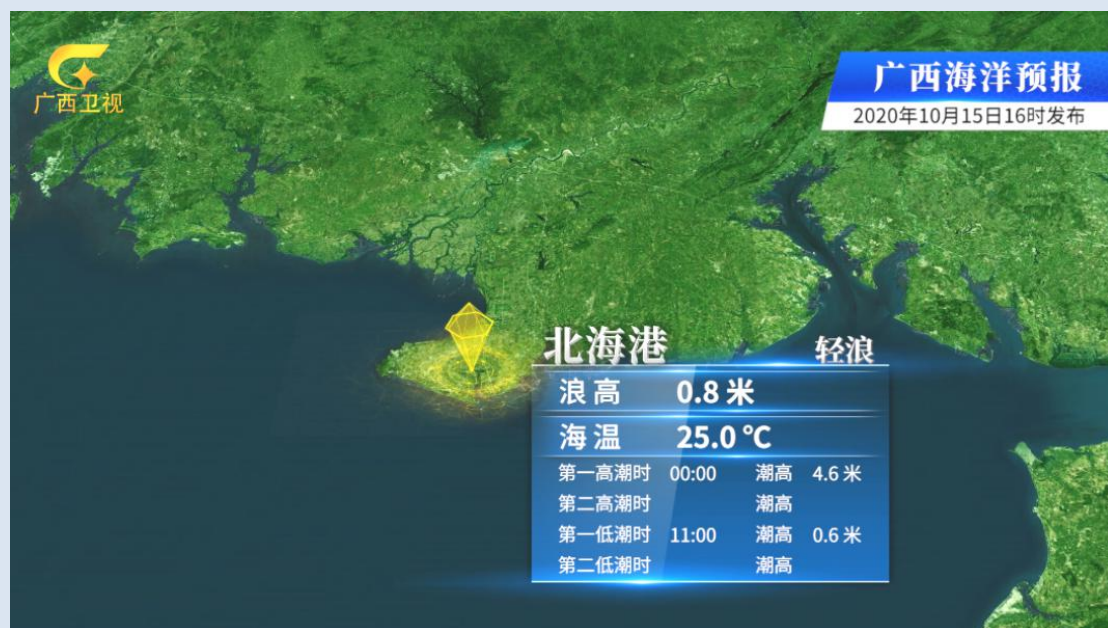 广西卫视
广西海洋预报
2020年10月15日16时发布
北海港 轻浪
浪高 0.8米
海温 25.0℃
第一高潮时 00:00 潮高 4.6米
第二高潮时 潮高
第一低潮时 11:00 潮高 0.6米
第二低潮时 潮高